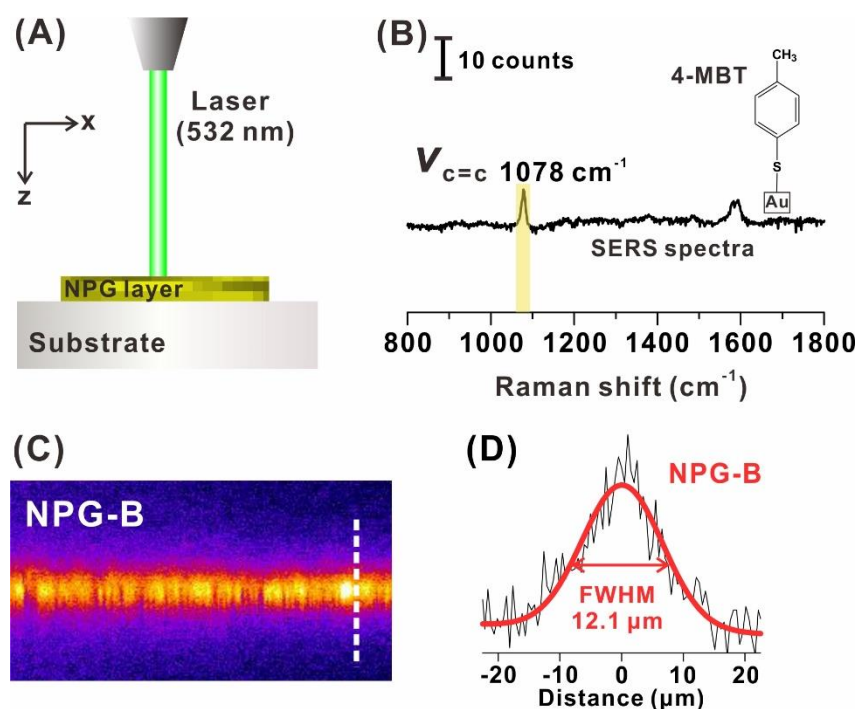 (A)
Laser
(532 nm)
x
z
NPG layer
Substrate
(B)
10 counts
4-MBT
CH₃
S
Au
V c=c 1078 cm⁻¹
SERS spectra
800 1000 1200 1400 1600 1800
Raman shift (cm⁻¹)
(C)
NPG-B
(D)
NPG-B
FWHM
12.1 μm
-20 -10 0 10 20
Distance (μm)